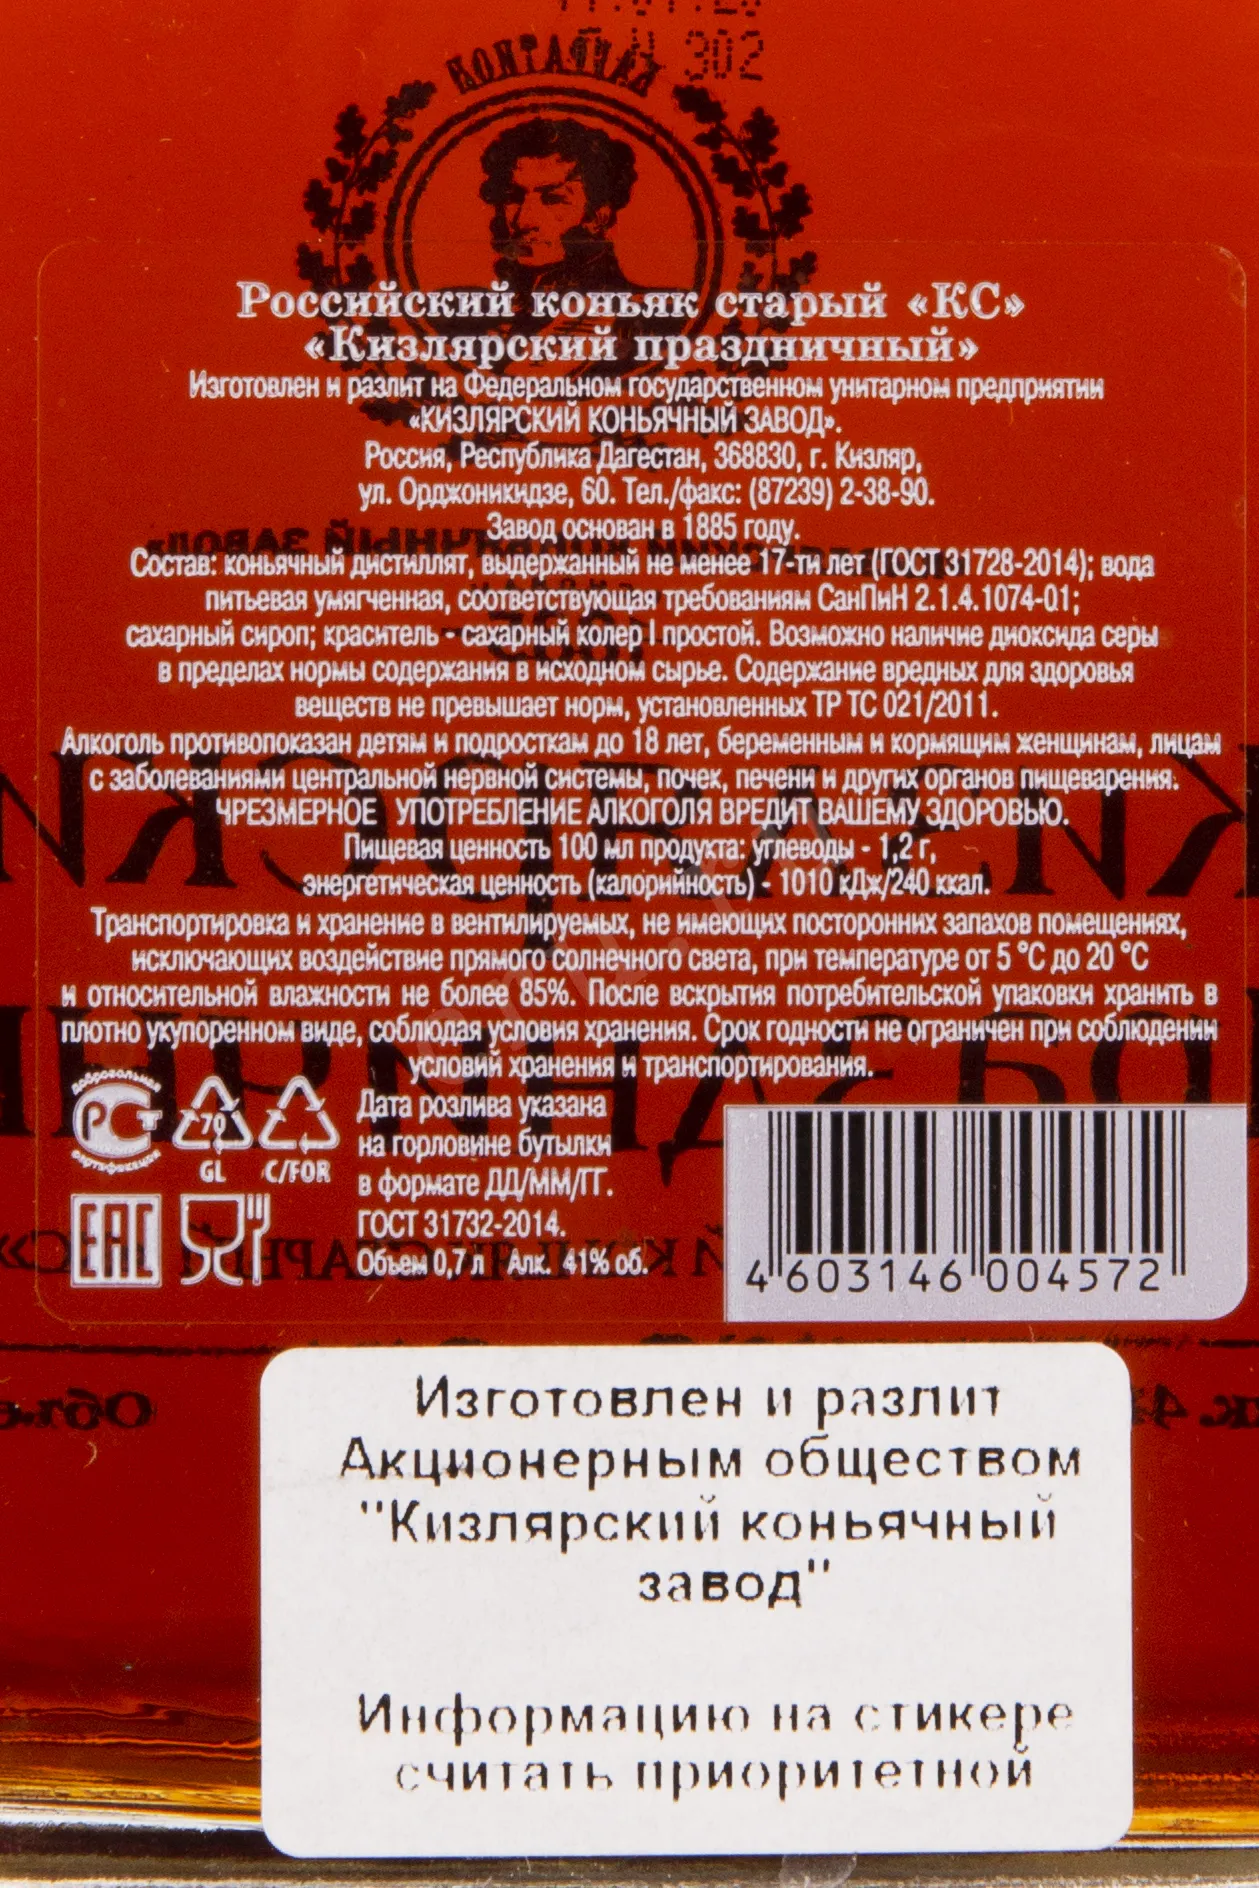 302
БАГРАТИОН
Российский коньяк старый «КС»
«Кизлярский праздничный»
Изготовлен и разлит на Федеральном государственном унитарном предприятии
«КИЗЛЯРСКИЙ КОНЬЯЧНЫЙ ЗАВОД».
Россия, Республика Дагестан, 368830, г. Кизляр,
ул. Орджоникидзе, 60. Тел./факс: (87239) 2-38-90.
Завод основан в 1885 году.
Состав: коньячный дистиллят, выдержанный не менее 17-ти лет (ГОСТ 31728-2014); вода
питьевая умягченная, соответствующая требованиям СанПиН 2.1.4.1074-01;
сахарный сироп; краситель - сахарный колер I простой. Возможно наличие диоксида серы
в пределах нормы содержания в исходном сырье. Содержание вредных для здоровья
веществ не превышает норм, установленных ТР ТС 021/2011.
Алкоголь противопоказан детям и подросткам до 18 лет, беременным и кормящим женщинам, лицам
с заболеваниями центральной нервной системы, почек, печени и других органов пищеварения.
ЧРЕЗМЕРНОЕ УПОТРЕБЛЕНИЕ АЛКОГОЛЯ ВРЕДИТ ВАШЕМУ ЗДОРОВЬЮ.
Пищевая ценность 100 мл продукта: углеводы - 1,2 г,
энергетическая ценность (калорийность) - 1010 кДж/240 ккал.
Транспортировка и хранение в вентилируемых, не имеющих посторонних запахов помещениях,
исключающих воздействие прямого солнечного света, при температуре от 5 °С до 20 °С
и относительной влажности не более 85%. После вскрытия потребительской упаковки хранить в
плотно укупоренном виде, соблюдая условия хранения. Срок годности не ограничен при соблюдении
условий хранения и транспортирования.
добровольная
РСТ
сертификация
70
GL
C/FOR
EAC
Дата розлива указана
на горловине бутылки
в формате ДД/ММ/ГГ.
ГОСТ 31732-2014.
Объем 0,7 л Алк. 41% об.
4 603146 004572
Изготовлен и разлит
Акционерным обществом
"Кизлярский коньячный
завод"
Информацию на стикере
считать приоритетной